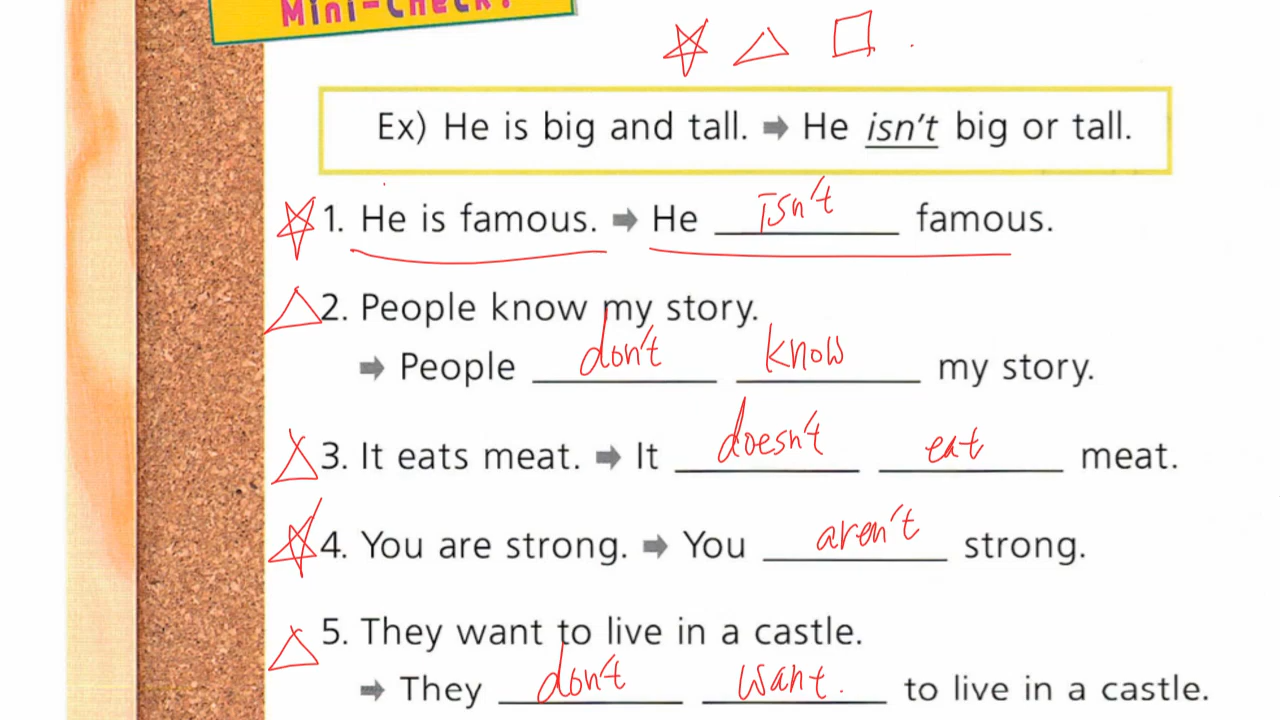 Mini-Check!
Ex) He is big and tall. ➡ He isn't big or tall.
1. He is famous. ➡ He isn't famous.
2. People know my story.
➡ People don't know my story.
3. It eats meat. ➡ It doesn't eat meat.
4. You are strong. ➡ You aren't strong.
5. They want to live in a castle.
➡ They don't want to live in a castle.